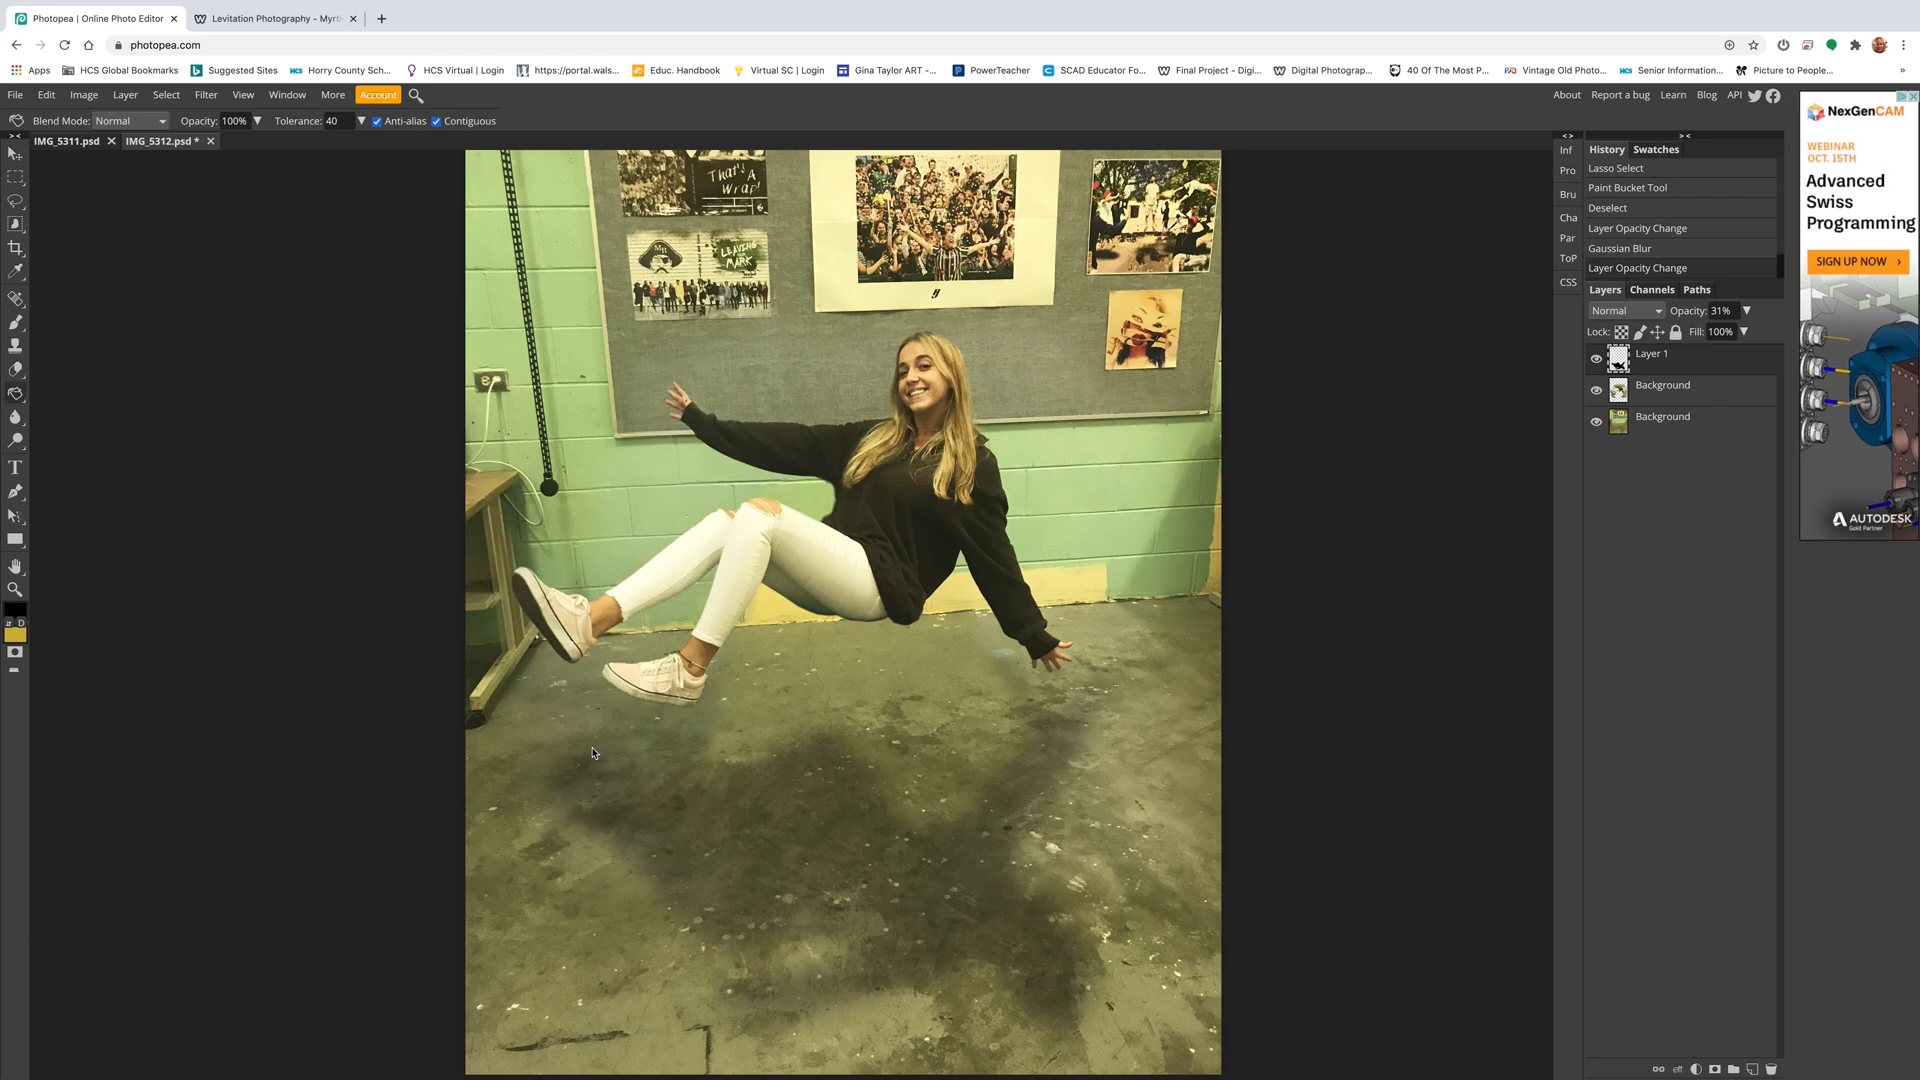 Photopea | Online Photo Editor
Levitation Photography - Myrt
photopea.com
Apps
HCS Global Bookmarks
Suggested Sites
HCS Horry County Sch...
HCS Virtual | Login
https://portal.wals...
Educ. Handbook
Virtual SC | Login
Gina Taylor ART -...
PowerTeacher
SCAD Educator Fo...
Final Project - Digi...
Digital Photograp...
40 Of The Most P...
Vintage Old Photo...
HCS Senior Information...
Picture to People...
»
File Edit Image Layer Select Filter View Window More Account
About Report a bug Learn Blog API
Blend Mode: Normal Opacity: 100% Tolerance: 40 Anti-alias Contiguous
IMG_5311.psd IMG_5312.psd *
That's A
Wrap!
MB
LEAVING
MARK
Inf
Pro
Bru
Cha
Par
ToP
CSS
History Swatches
Lasso Select
Paint Bucket Tool
Deselect
Layer Opacity Change
Gaussian Blur
Layer Opacity Change
Layers Channels Paths
Normal Opacity: 31%
Lock: Fill: 100%
Layer 1
Background
Background
D
NexGenCAM
WEBINAR
OCT. 15TH
Advanced
Swiss
Programming
SIGN UP NOW ›
AUTODESK
Gold Partner
eff